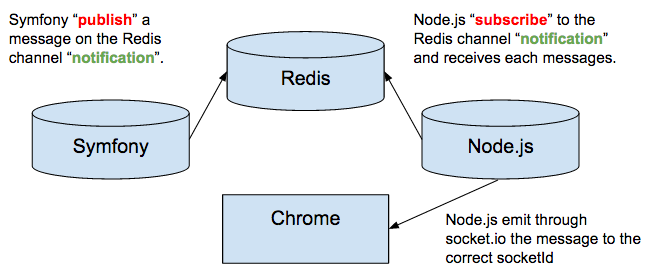 Symfony “publish” a
message on the Redis
channel “notification”.
Node.js “subscribe” to the
Redis channel “notification”
and receives each messages.
Redis
Symfony
Node.js
Chrome
Node.js emit through
socket.io the message to the
correct socketId